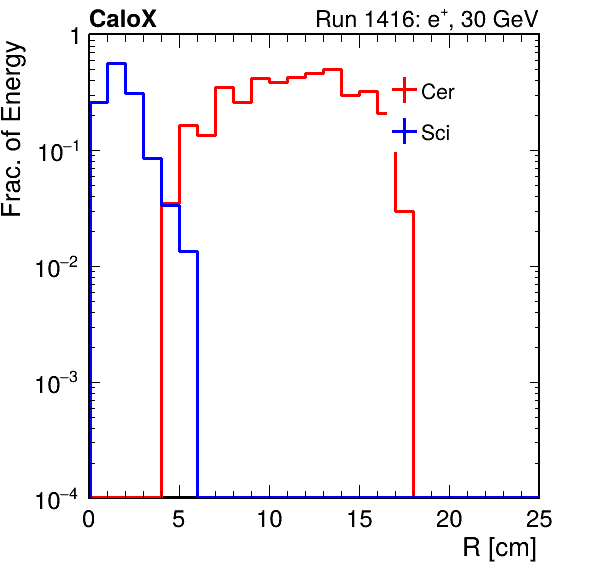 CaloX Run 1416: e⁺, 30 GeV
Frac. of Energy
1
10⁻¹
10⁻²
10⁻³
10⁻⁴
Cer
Sci
0 5 10 15 20 25
R [cm]